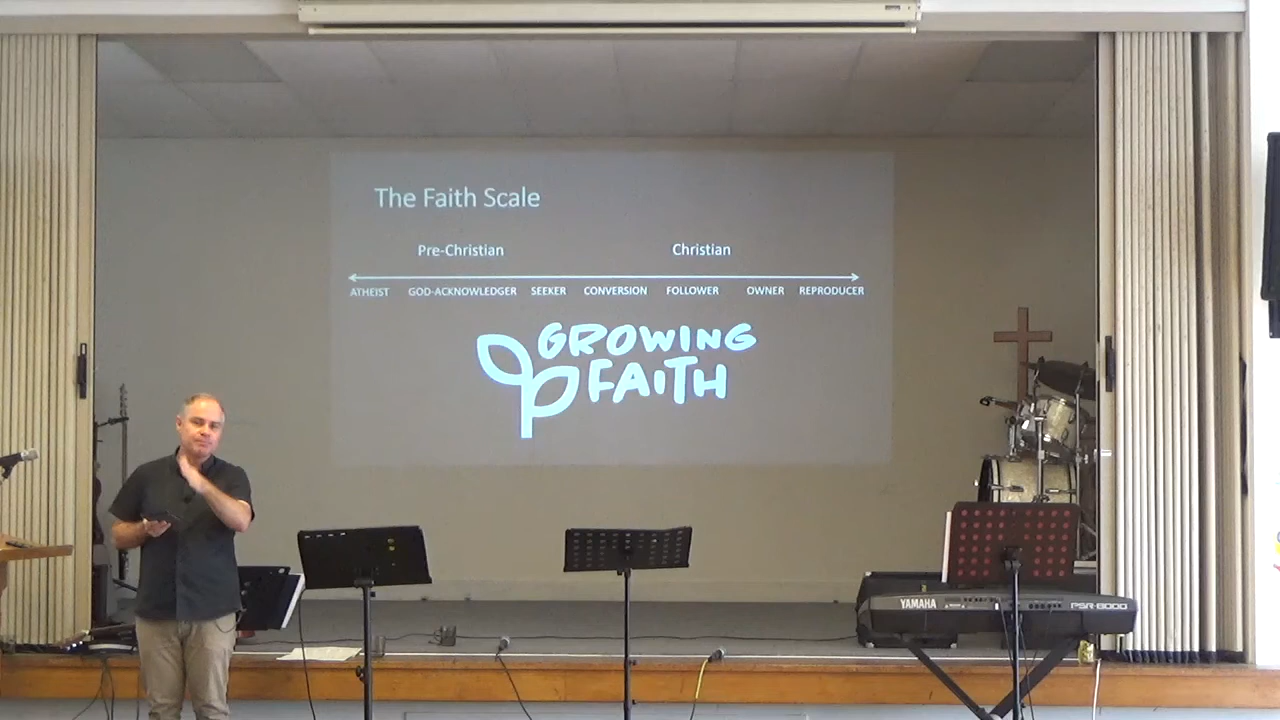 The Faith Scale
Pre-Christian Christian
ATHEIST GOD-ACKNOWLEDGER SEEKER CONVERSION FOLLOWER OWNER REPRODUCER
GROWING
FAITH
YAMAHA PSR-8000